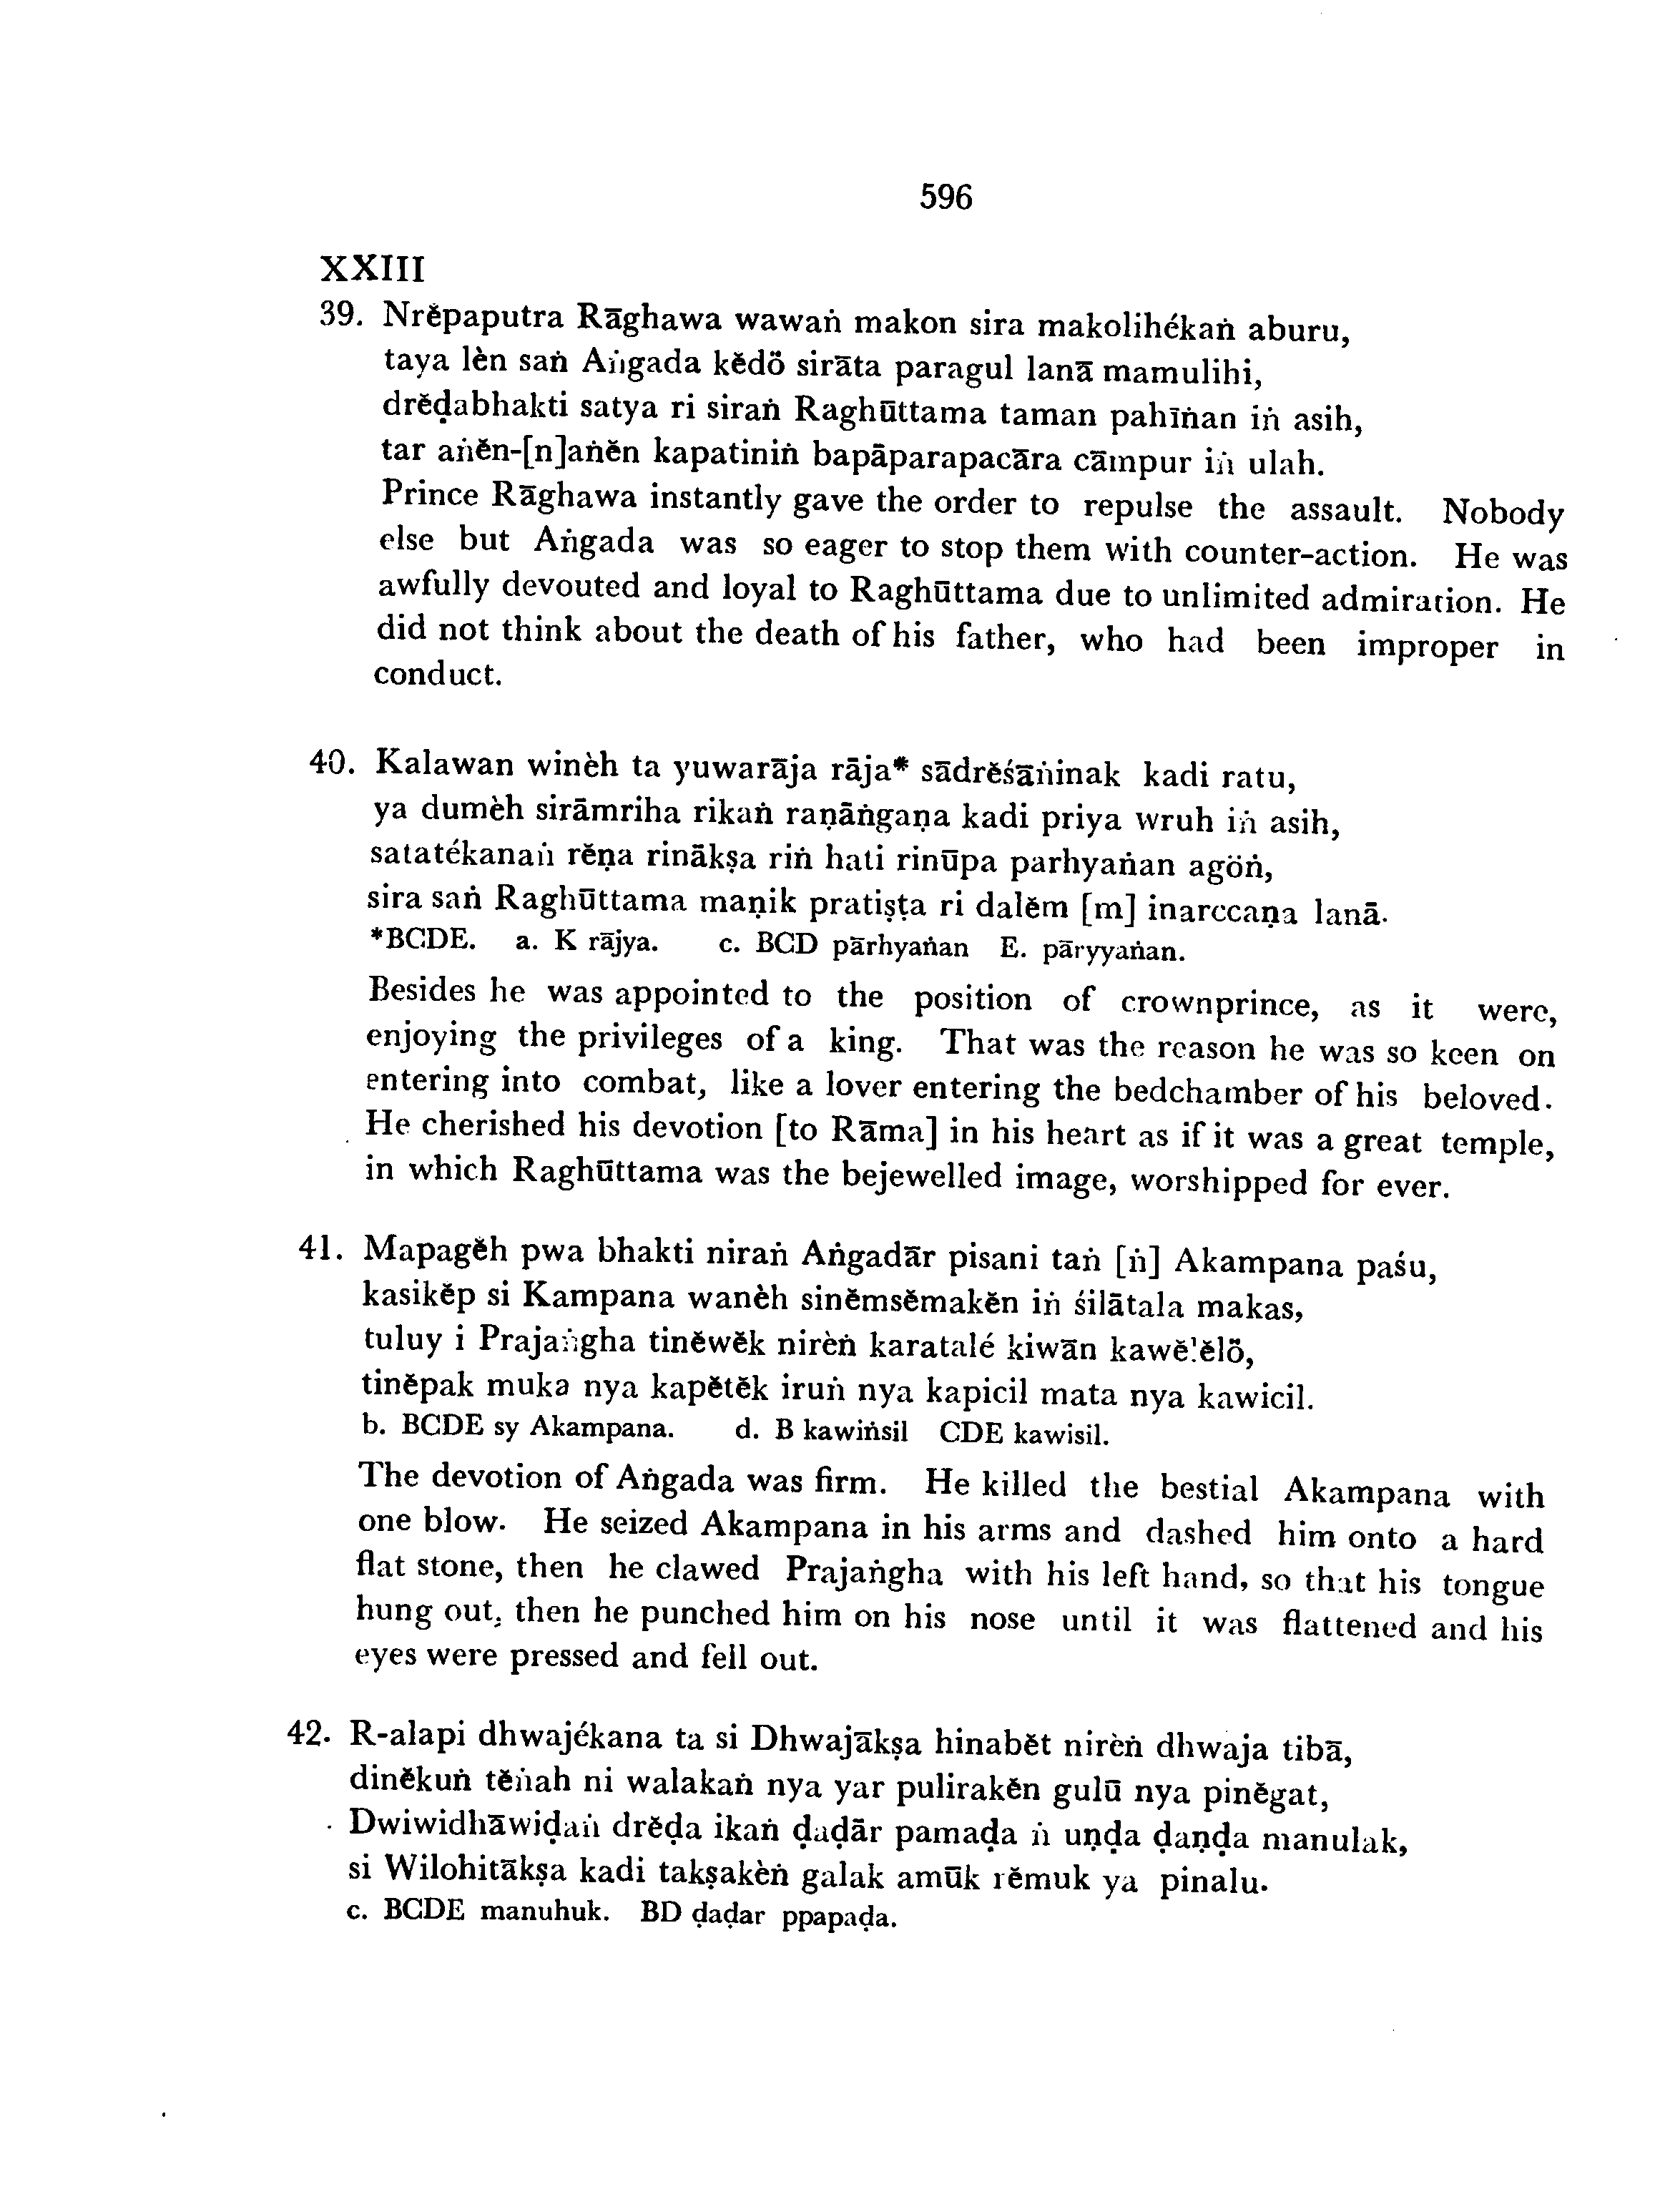 596
XXIII
39. Nrĕpaputra Rāghawa wawaṅ makon sira makolihékaṅ aburu,
taya lèn saṅ Aṅgada kĕdö sirāta paragul lanā mamulihi,
drĕḍabhakti satya ri siraṅ Raghūttama taman pahīṅan iṅ asih,
tar aṅĕn-[n]aṅĕn kapatiniṅ bapāparapacāra cāmpur iṅ ulah.
Prince Rāghawa instantly gave the order to repulse the assault. Nobody
else but Aṅgada was so eager to stop them with counter-action. He was
awfully devouted and loyal to Raghūttama due to unlimited admiration. He
did not think about the death of his father, who had been improper in
conduct.
40. Kalawan winèh ta yuwarāja rāja* sādrĕśāṅinak kadi ratu,
ya dumèh sirāmriha rikaṅ raṇāṅgaṇa kadi priya wruh iṅ asih,
satatékanaṅ rĕṇa rinākṣa riṅ hati rinūpa parhyaṅan agöṅ,
sira saṅ Raghūttama maṇik pratiṣṭa ri dalĕm [m] inarccaṇa lanā.
*BCDE. a. K rājya. c. BCD pārhyaṅan E. pāryyaṅan.
Besides he was appointed to the position of crownprince, as it were,
enjoying the privileges of a king. That was the reason he was so keen on
entering into combat, like a lover entering the bedchamber of his beloved.
He cherished his devotion [to Rāma] in his heart as if it was a great temple,
in which Raghūttama was the bejewelled image, worshipped for ever.
41. Mapagĕh pwa bhakti niraṅ Aṅgadār pisani taṅ [ṅ] Akampana paśu,
kasikĕp si Kampana wanèh sinĕmsĕmakĕn iṅ śilātala makas,
tuluy i Prajaṅgha tinĕwĕk nirèṅ karatalé kiwān kawĕlĕlö,
tinĕpak muka nya kapĕtĕk iruṅ nya kapicil mata nya kawicil.
b. BCDE sy Akampana. d. B kawiṅsil CDE kawisil.
The devotion of Aṅgada was firm. He killed the bestial Akampana with
one blow. He seized Akampana in his arms and dashed him onto a hard
flat stone, then he clawed Prajaṅgha with his left hand, so that his tongue
hung out; then he punched him on his nose until it was flattened and his
eyes were pressed and fell out.
42. R-alapi dhwajékana ta si Dhwajākṣa hinabĕt nirèṅ dhwaja tibā,
dinĕkuṅ tĕṅah ni walakaṅ nya yar pulirakĕn gulū nya pinĕgat,
Dwiwidhāwiḍaṅ drĕḍa ikaṅ ḍaḍār pamaḍa ṅ uṇḍa ḍaṇḍa manulak,
si Wilohitākṣa kadi takṣakèṅ galak amūk rĕmuk ya pinalu.
c. BCDE manuhuk. BD ḍaḍar ppapaḍa.